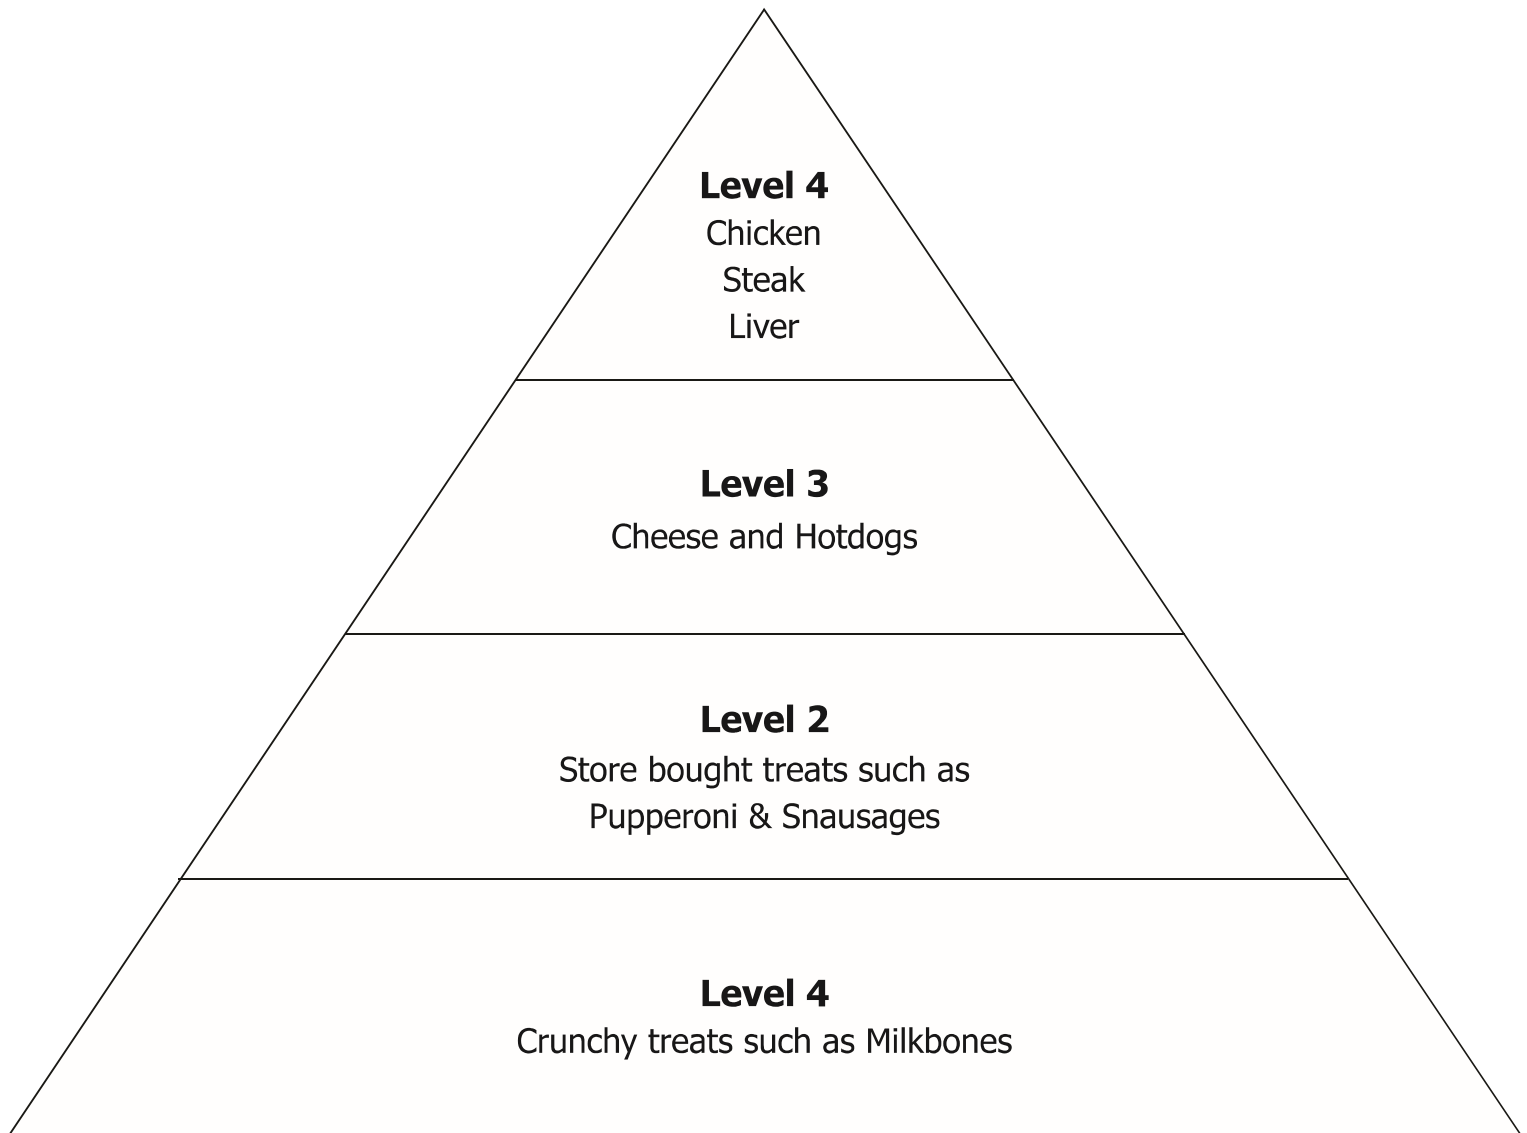 Level 4
Chicken
Steak
Liver
Level 3
Cheese and Hotdogs
Level 2
Store bought treats such as
Pupperoni & Snausages
Level 4
Crunchy treats such as Milkbones